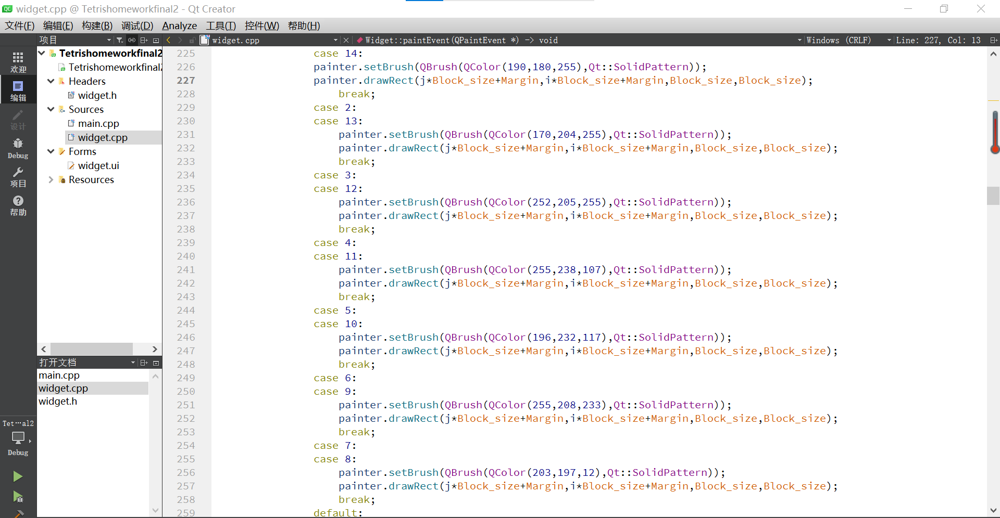 QC widget.cpp @ Tetrishomeworkfinal2 - Qt Creator
文件(F) 编辑(E) 构建(B) 调试(D) Analyze 工具(T) 控件(W) 帮助(H)
项目
widget.cpp
Widget::paintEvent(QPaintEvent *) -> void
Windows (CRLF)
Line: 227, Col: 13
欢迎
编辑
设计
Debug
项目
帮助
Tet…al2
Debug
Tetrishomeworkfinal2
Tetrishomeworkfinal
Headers
widget.h
Sources
main.cpp
widget.cpp
Forms
widget.ui
Resources
打开文档
main.cpp
widget.cpp
widget.h
225 case 14:
226 painter.setBrush(QBrush(QColor(190,180,255),Qt::SolidPattern));
227 painter.drawRect(j*Block_size+Margin,i*Block_size+Margin,Block_size,Block_size);
228 break;
229 case 2:
230 case 13:
231 painter.setBrush(QBrush(QColor(170,204,255),Qt::SolidPattern));
232 painter.drawRect(j*Block_size+Margin,i*Block_size+Margin,Block_size,Block_size);
233 break;
234 case 3:
235 case 12:
236 painter.setBrush(QBrush(QColor(252,205,255),Qt::SolidPattern));
237 painter.drawRect(j*Block_size+Margin,i*Block_size+Margin,Block_size,Block_size);
238 break;
239 case 4:
240 case 11:
241 painter.setBrush(QBrush(QColor(255,238,107),Qt::SolidPattern));
242 painter.drawRect(j*Block_size+Margin,i*Block_size+Margin,Block_size,Block_size);
243 break;
244 case 5:
245 case 10:
246 painter.setBrush(QBrush(QColor(196,232,117),Qt::SolidPattern));
247 painter.drawRect(j*Block_size+Margin,i*Block_size+Margin,Block_size,Block_size);
248 break;
249 case 6:
250 case 9:
251 painter.setBrush(QBrush(QColor(255,208,233),Qt::SolidPattern));
252 painter.drawRect(j*Block_size+Margin,i*Block_size+Margin,Block_size,Block_size);
253 break;
254 case 7:
255 case 8:
256 painter.setBrush(QBrush(QColor(203,197,12),Qt::SolidPattern));
257 painter.drawRect(j*Block_size+Margin,i*Block_size+Margin,Block_size,Block_size);
258 break;
259 default: